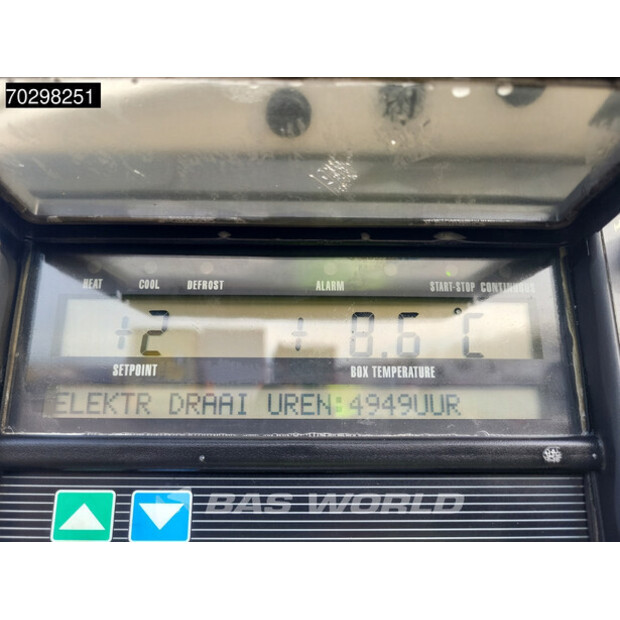 70298251
HEAT COOL DEFROST ALARM START-STOP CONTINUOUS
+2 + 8.6 °C
SETPOINT BOX TEMPERATURE
ELEKTR DRAAI UREN:4949UUR
BAS WORLD